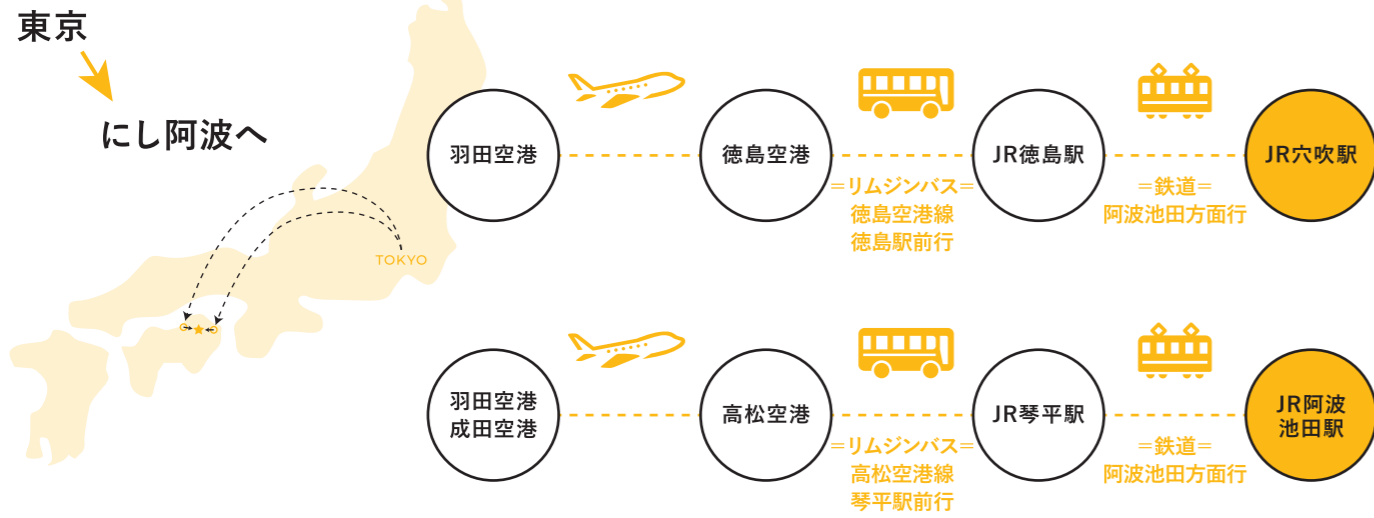 東京
にし阿波へ
TOKYO
羽田空港
徳島空港
=リムジンバス=
徳島空港線
徳島駅前行
JR徳島駅
=鉄道=
阿波池田方面行
JR穴吹駅
羽田空港
成田空港
高松空港
=リムジンバス=
高松空港線
琴平駅前行
JR琴平駅
=鉄道=
阿波池田方面行
JR阿波
池田駅